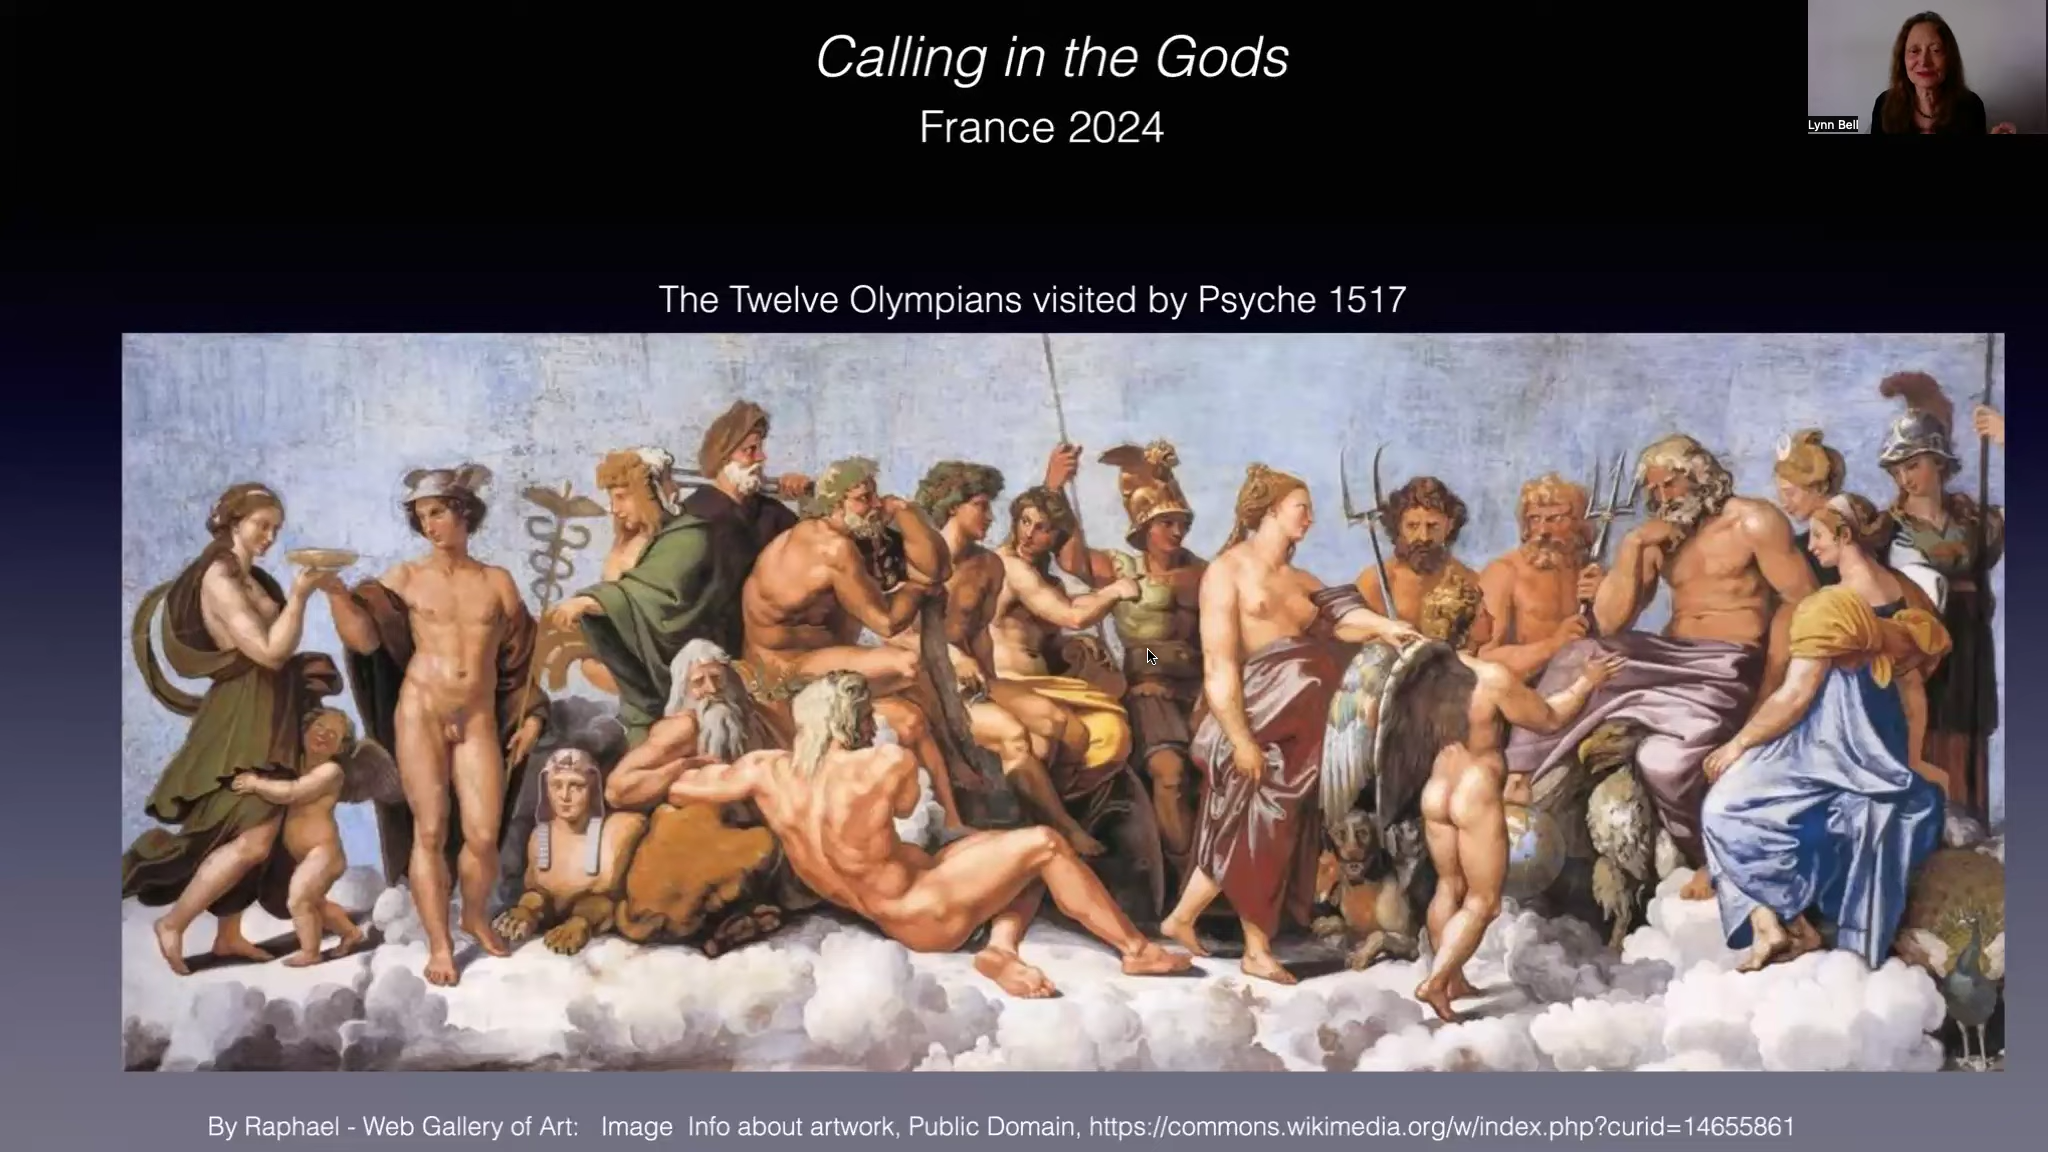 Calling in the Gods
France 2024
Lynn Bell
The Twelve Olympians visited by Psyche 1517
By Raphael - Web Gallery of Art:   Image  Info about artwork, Public Domain, https://commons.wikimedia.org/w/index.php?curid=14655861